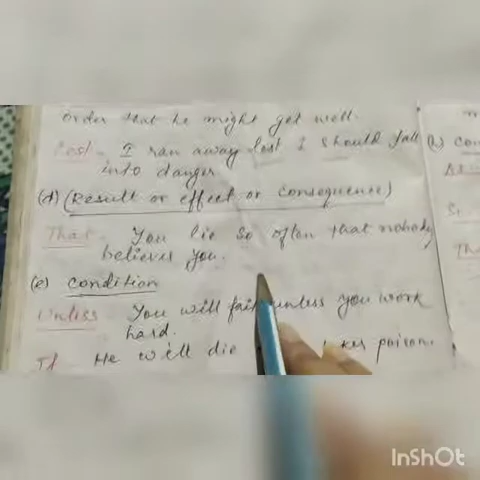 order that he might get well.
Lest - I ran away lest I should fall
into danger
(d) (Result or effect or consequence)
That - You lie so often that nobody
believes you.
(e) condition
Unless You will fail unless you work
hard.
If He will die poison.
(b)
InShOt